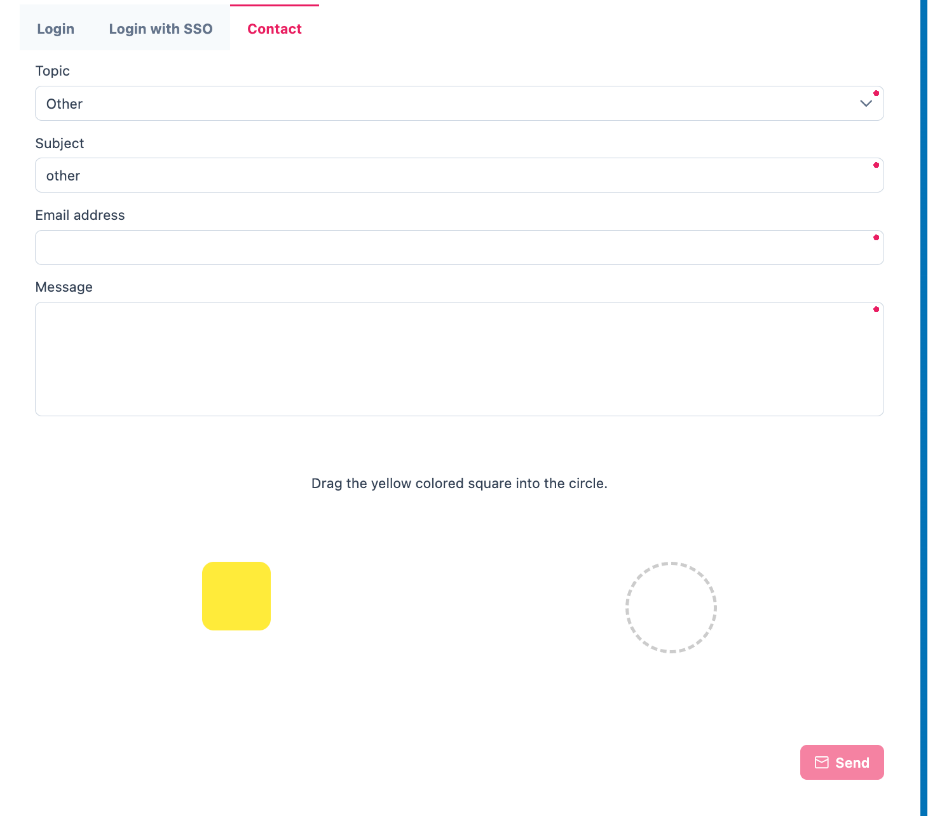 Login Login with SSO Contact
Topic
Other
Subject
other
Email address
Message
Drag the yellow colored square into the circle.
Send